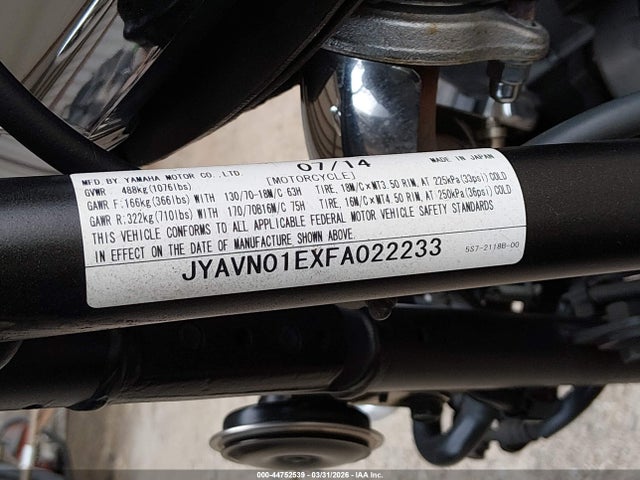 07/14
MFD.BY.YAMAHA MOTOR CO.,LTD. [MOTORCYCLE] MADE IN JAPAN
GVWR 488kg(1076lbs)
GAWR F:166kg(366lbs)WITH 130/70-18M/C 63H TIRE, 18M/C×MT3.50 RIM, AT 225kPa(33psi)COLD
GAWR R:322kg(710lbs)WITH 170/70B16M/C 75H TIRE, 16M/C×MT4.50 RIM, AT 250kPa(36psi)COLD
THIS VEHICLE CONFORMS TO ALL APPLICABLE FEDERAL MOTOR VEHICLE SAFETY STANDARDS
IN EFFECT ON THE DATE OF MANUFACTURE SHOWN ABOVE.
JYAVN01EXFA022233
5S7-2118B-00
000-44752539 - 03/31/2026 - IAA Inc.